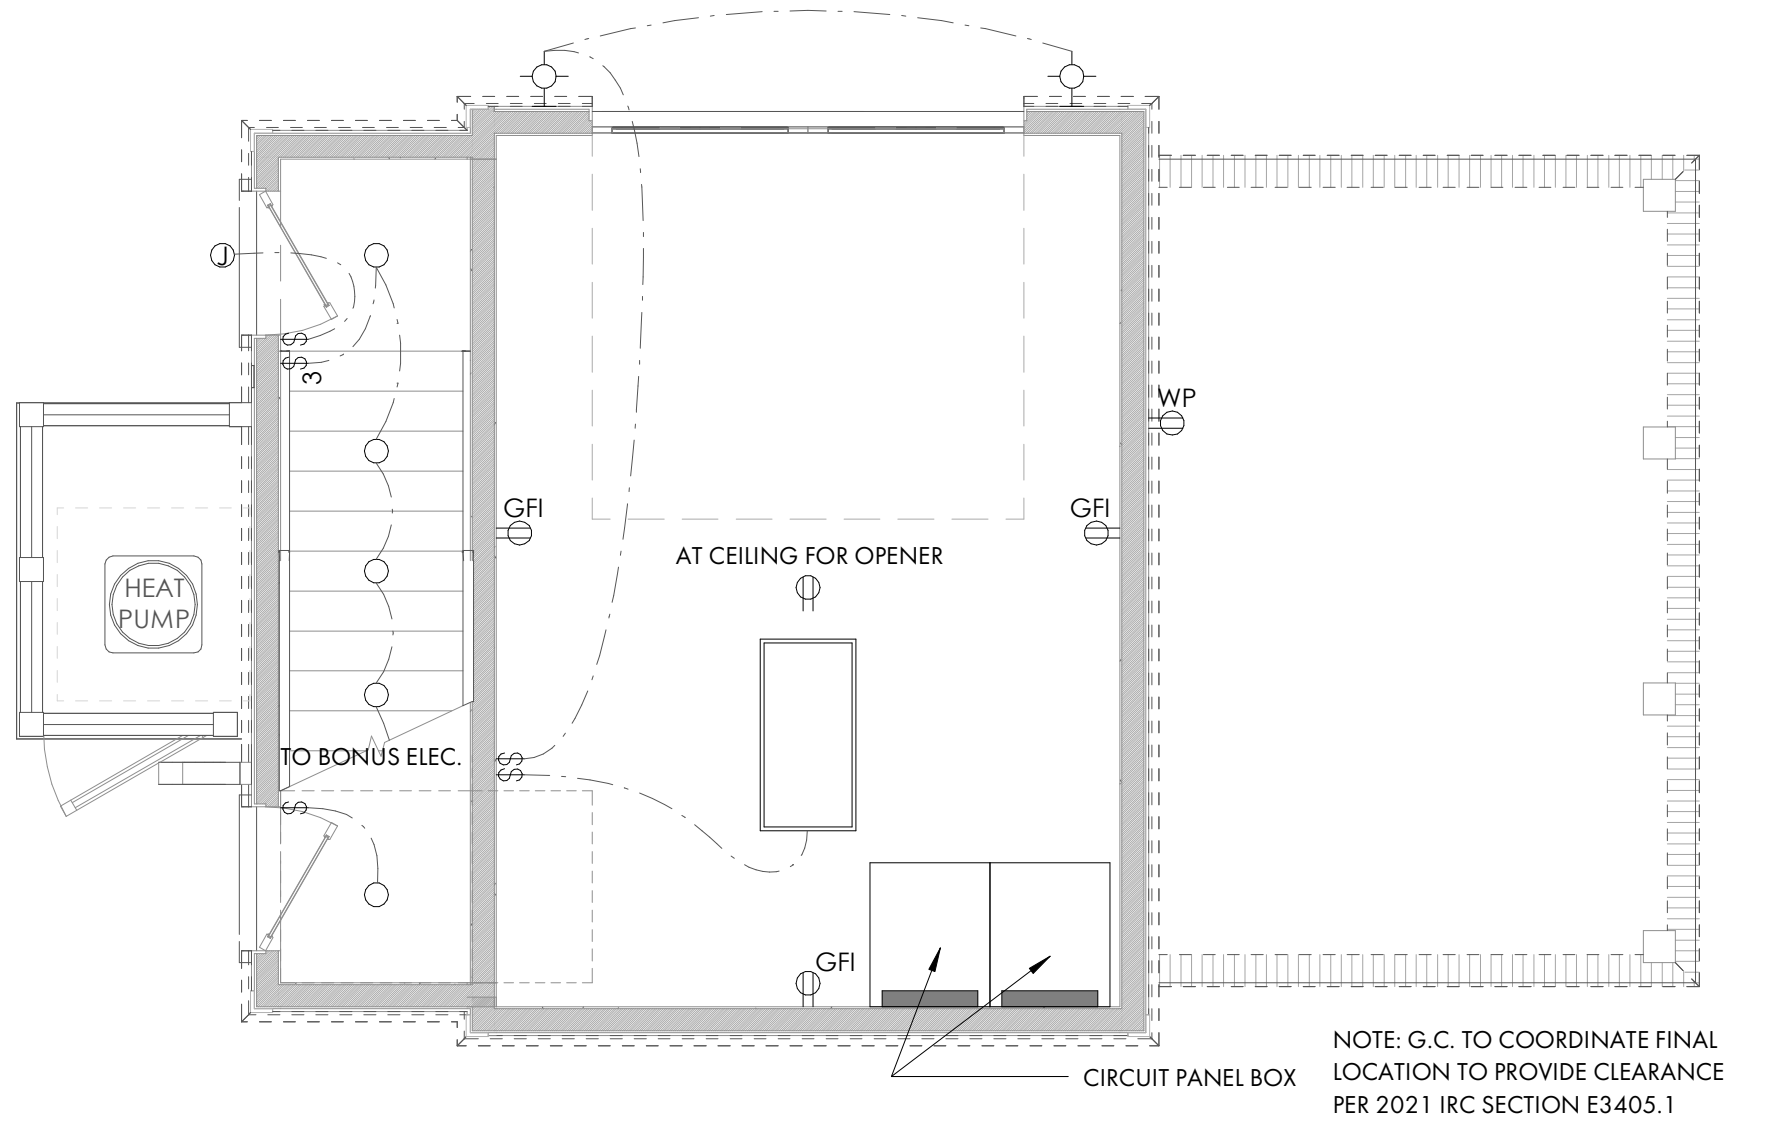 J
S
S
3
WP
GFI
GFI
AT CEILING FOR OPENER
HEAT
PUMP
TO BONUS ELEC.
S
S
S
GFI
CIRCUIT PANEL BOX
NOTE: G.C. TO COORDINATE FINAL
LOCATION TO PROVIDE CLEARANCE
PER 2021 IRC SECTION E3405.1